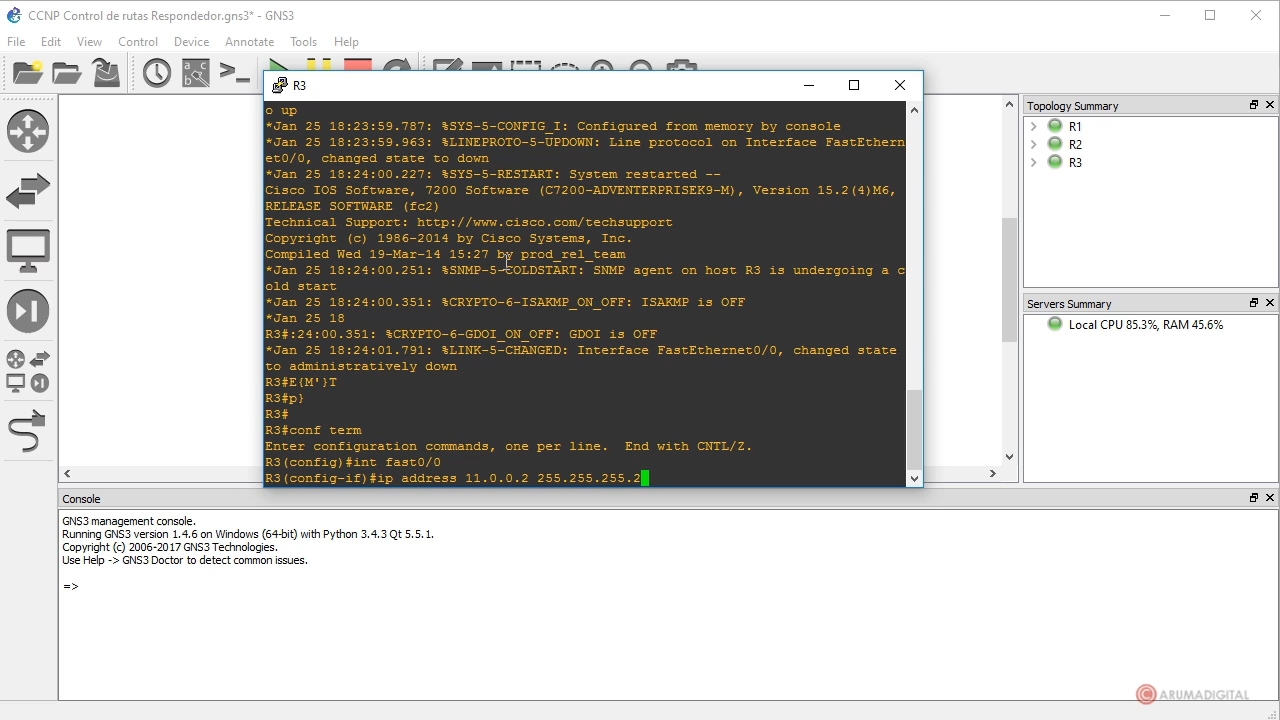 CCNP Control de rutas Respondedor.gns3* - GNS3
File Edit View Control Device Annotate Tools Help
R3
o up
*Jan 25 18:23:59.787: %SYS-5-CONFIG_I: Configured from memory by console
*Jan 25 18:23:59.963: %LINEPROTO-5-UPDOWN: Line protocol on Interface FastEthern
et0/0, changed state to down
*Jan 25 18:24:00.227: %SYS-5-RESTART: System restarted --
Cisco IOS Software, 7200 Software (C7200-ADVENTERPRISEK9-M), Version 15.2(4)M6,
RELEASE SOFTWARE (fc2)
Technical Support: http://www.cisco.com/techsupport
Copyright (c) 1986-2014 by Cisco Systems, Inc.
Compiled Wed 19-Mar-14 15:27 by prod_rel_team
*Jan 25 18:24:00.251: %SNMP-5-COLDSTART: SNMP agent on host R3 is undergoing a c
old start
*Jan 25 18:24:00.351: %CRYPTO-6-ISAKMP_ON_OFF: ISAKMP is OFF
*Jan 25 18
R3#:24:00.351: %CRYPTO-6-GDOI_ON_OFF: GDOI is OFF
*Jan 25 18:24:01.791: %LINK-5-CHANGED: Interface FastEthernet0/0, changed state
to administratively down
R3#E{M'}T
R3#p}
R3#
R3#conf term
Enter configuration commands, one per line.  End with CNTL/Z.
R3(config)#int fast0/0
R3(config-if)#ip address 11.0.0.2 255.255.255.2
Topology Summary
R1
R2
R3
Servers Summary
Local CPU 85.3%, RAM 45.6%
Console
GNS3 management console.
Running GNS3 version 1.4.6 on Windows (64-bit) with Python 3.4.3 Qt 5.5.1.
Copyright (c) 2006-2017 GNS3 Technologies.
Use Help -> GNS3 Doctor to detect common issues.
=>
© ARUMADIGITAL